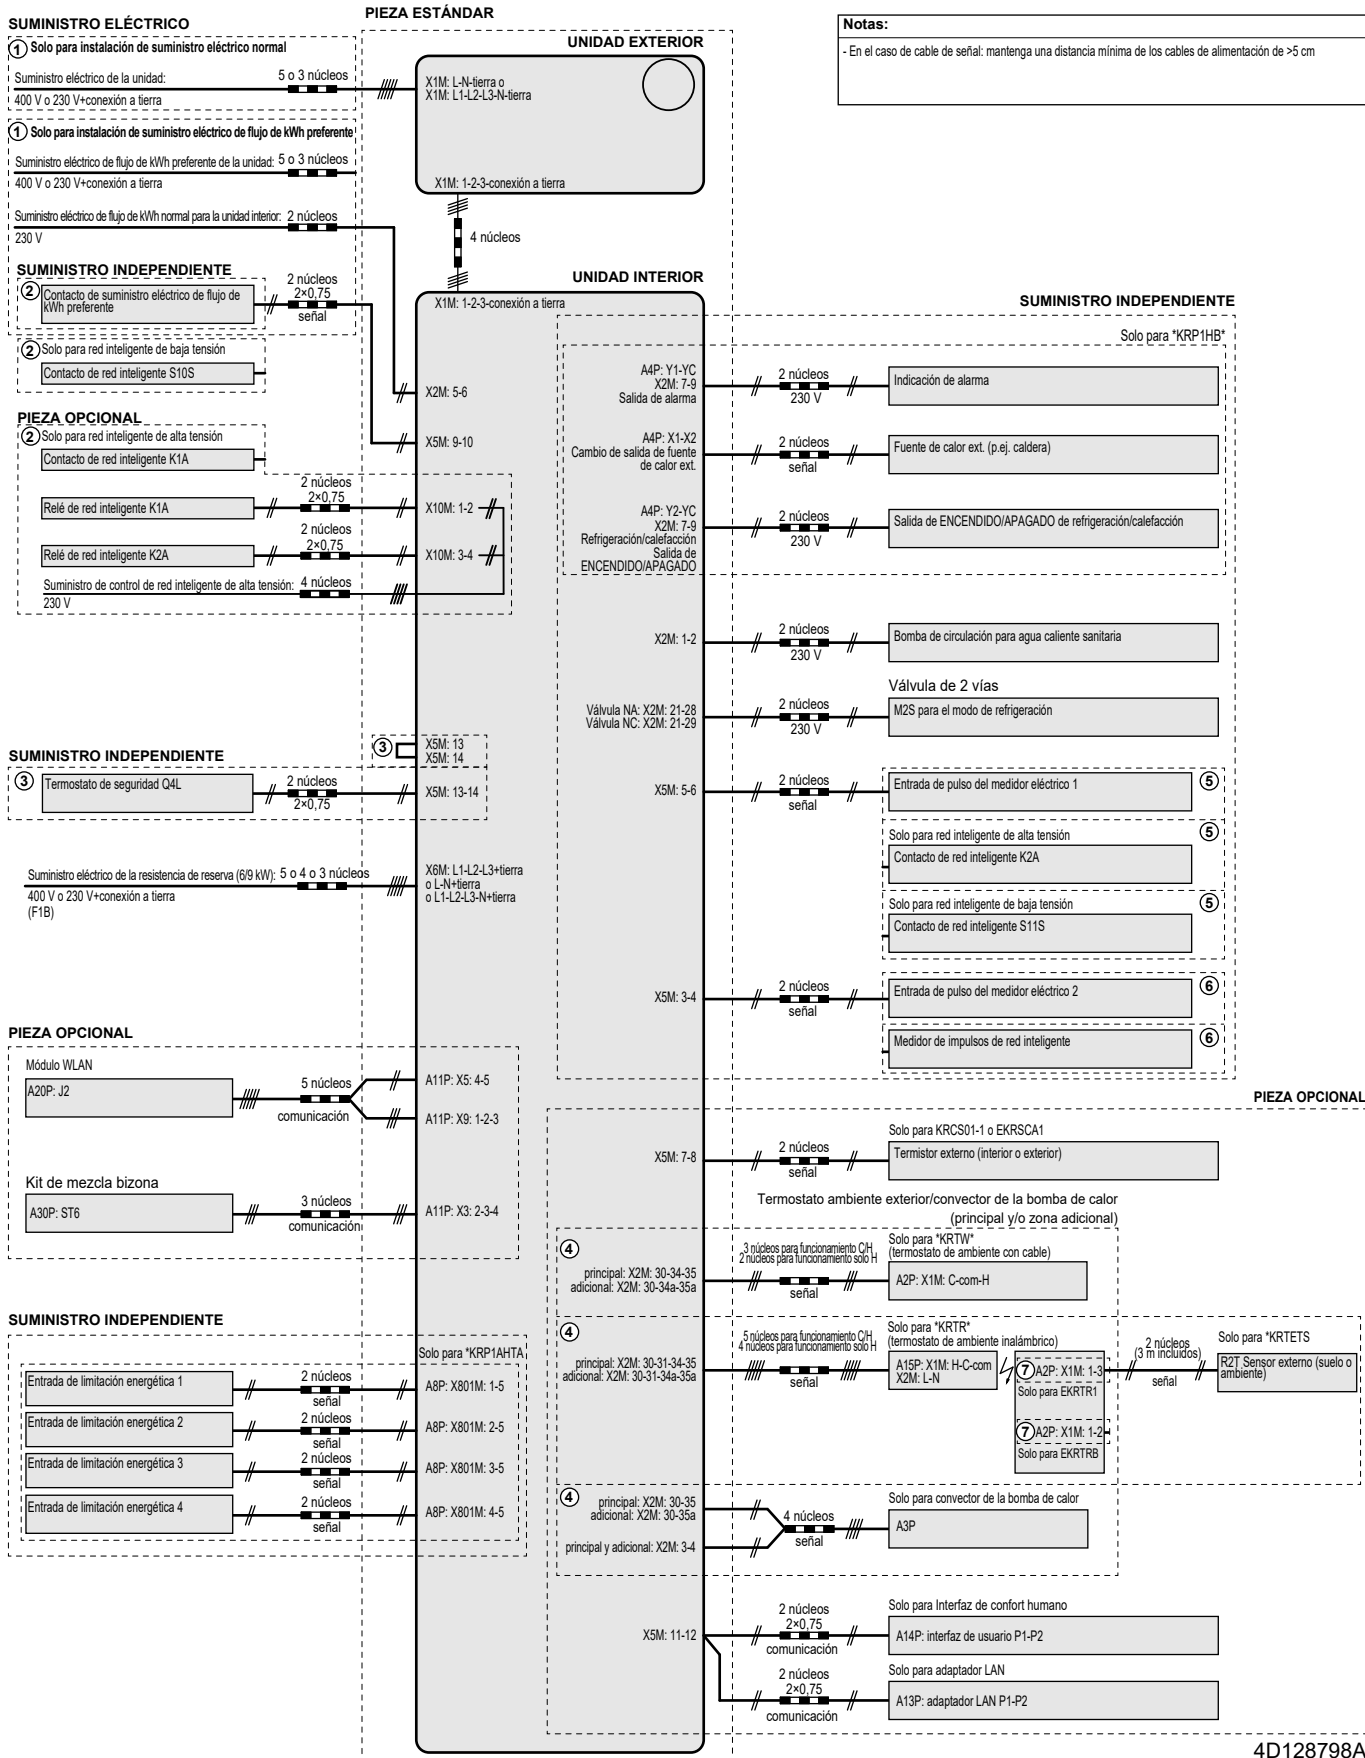 SUMINISTRO ELÉCTRICO
PIEZA ESTÁNDAR
Notas:
- En el caso de cable de señal: mantenga una distancia mínima de los cables de alimentación de >5 cm
① Solo para instalación de suministro eléctrico normal
Suministro eléctrico de la unidad:
5 o 3 núcleos
400 V o 230 V+conexión a tierra
UNIDAD EXTERIOR
X1M: L-N-tierra o
X1M: L1-L2-L3-N-tierra
X1M: 1-2-3-conexión a tierra
4 núcleos
① Solo para instalación de suministro eléctrico de flujo de kWh preferente
Suministro eléctrico de flujo de kWh preferente de la unidad:
5 o 3 núcleos
400 V o 230 V+conexión a tierra
Suministro eléctrico de flujo de kWh normal para la unidad interior:
2 núcleos
230 V
SUMINISTRO INDEPENDIENTE
② Contacto de suministro eléctrico de flujo de
kWh preferente
2 núcleos
2×0,75
señal
② Solo para red inteligente de baja tensión
Contacto de red inteligente S10S
PIEZA OPCIONAL
② Solo para red inteligente de alta tensión
Contacto de red inteligente K1A
Relé de red inteligente K1A
2 núcleos
2×0,75
Relé de red inteligente K2A
2 núcleos
2×0,75
Suministro de control de red inteligente de alta tensión:
4 núcleos
230 V
UNIDAD INTERIOR
X1M: 1-2-3-conexión a tierra
X2M: 5-6
X5M: 9-10
X10M: 1-2
X10M: 3-4
③
X5M: 13
X5M: 14
SUMINISTRO INDEPENDIENTE
③ Termostato de seguridad Q4L
2 núcleos
2×0,75
X5M: 13-14
Suministro eléctrico de la resistencia de reserva (6/9 kW):
5 o 4 o 3 núcleos
400 V o 230 V+conexión a tierra
(F1B)
X6M: L1-L2-L3+tierra
o L-N+tierra
o L1-L2-L3-N+tierra
PIEZA OPCIONAL
Módulo WLAN
A20P: J2
5 núcleos
comunicación
A11P: X5: 4-5
A11P: X9: 1-2-3
Kit de mezcla bizona
A30P: ST6
3 núcleos
comunicación
A11P: X3: 2-3-4
SUMINISTRO INDEPENDIENTE
Solo para *KRP1AHTA
Entrada de limitación energética 1
2 núcleos
señal
A8P: X801M: 1-5
Entrada de limitación energética 2
2 núcleos
señal
A8P: X801M: 2-5
Entrada de limitación energética 3
2 núcleos
señal
A8P: X801M: 3-5
Entrada de limitación energética 4
2 núcleos
señal
A8P: X801M: 4-5
SUMINISTRO INDEPENDIENTE
Solo para *KRP1HB*
A4P: Y1-YC
X2M: 7-9
Salida de alarma
2 núcleos
230 V
Indicación de alarma
A4P: X1-X2
Cambio de salida de fuente
de calor ext.
2 núcleos
señal
Fuente de calor ext. (p.ej. caldera)
A4P: Y2-YC
X2M: 7-9
Refrigeración/calefacción
Salida de
ENCENDIDO/APAGADO
2 núcleos
230 V
Salida de ENCENDIDO/APAGADO de refrigeración/calefacción
X2M: 1-2
2 núcleos
230 V
Bomba de circulación para agua caliente sanitaria
Válvula NA: X2M: 21-28
Válvula NC: X2M: 21-29
2 núcleos
230 V
Válvula de 2 vías
M2S para el modo de refrigeración
X5M: 5-6
2 núcleos
señal
Entrada de pulso del medidor eléctrico 1
⑤
Solo para red inteligente de alta tensión
⑤
Contacto de red inteligente K2A
Solo para red inteligente de baja tensión
⑤
Contacto de red inteligente S11S
X5M: 3-4
2 núcleos
señal
Entrada de pulso del medidor eléctrico 2
⑥
Medidor de impulsos de red inteligente
⑥
PIEZA OPCIONAL
X5M: 7-8
2 núcleos
señal
Solo para KRCS01-1 o EKRSCA1
Termistor externo (interior o exterior)
Termostato ambiente exterior/convector de la bomba de calor
(principal y/o zona adicional)
④
principal: X2M: 30-34-35
adicional: X2M: 30-34a-35a
3 núcleos para funcionamiento C/H
2 núcleos para funcionamiento solo H
señal
Solo para *KRTW*
(termostato de ambiente con cable)
A2P: X1M: C-com-H
④
principal: X2M: 30-31-34-35
adicional: X2M: 30-31-34a-35a
5 núcleos para funcionamiento C/H
4 núcleos para funcionamiento solo H
señal
Solo para *KRTR*
(termostato de ambiente inalámbrico)
A15P: X1M: H-C-com
X2M: L-N
⑦ A2P: X1M: 1-3
Solo para EKRTR1
⑦ A2P: X1M: 1-2
Solo para EKRTRB
2 núcleos
(3 m incluidos)
señal
Solo para *KRTETS
R2T Sensor externo (suelo o
ambiente)
④
principal: X2M: 30-35
adicional: X2M: 30-35a
principal y adicional: X2M: 3-4
4 núcleos
señal
Solo para convector de la bomba de calor
A3P
X5M: 11-12
2 núcleos
2×0,75
comunicación
Solo para Interfaz de confort humano
A14P: interfaz de usuario P1-P2
2 núcleos
2×0,75
comunicación
Solo para adaptador LAN
A13P: adaptador LAN P1-P2
4D128798A